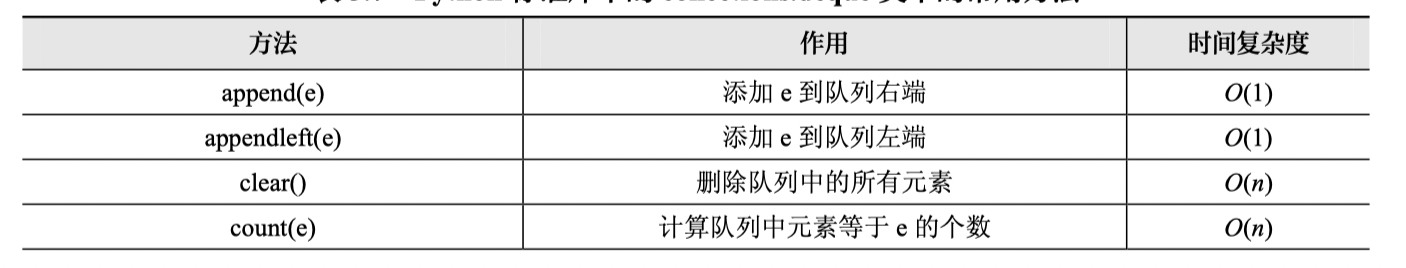 方法 作用 时间复杂度
append(e) 添加 e 到队列右端 O(1)
appendleft(e) 添加 e 到队列左端 O(1)
clear() 删除队列中的所有元素 O(n)
count(e) 计算队列中元素等于 e 的个数 O(n)